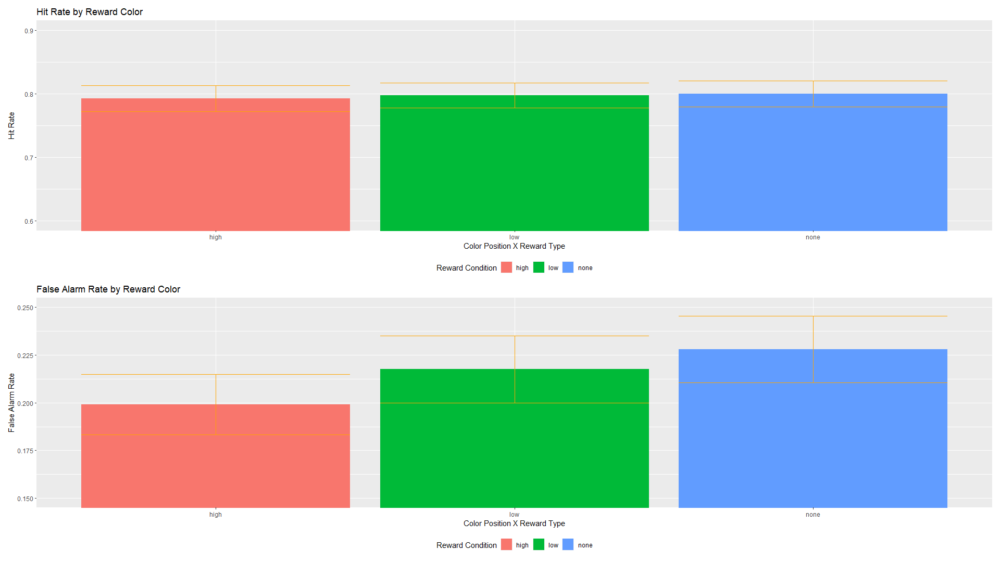 Hit Rate by Reward Color
0.9
0.8
0.7
0.6
Hit Rate
high low none
Color Position X Reward Type
Reward Condition high low none
False Alarm Rate by Reward Color
0.250
0.225
0.200
0.175
0.150
False Alarm Rate
high low none
Color Position X Reward Type
Reward Condition high low none